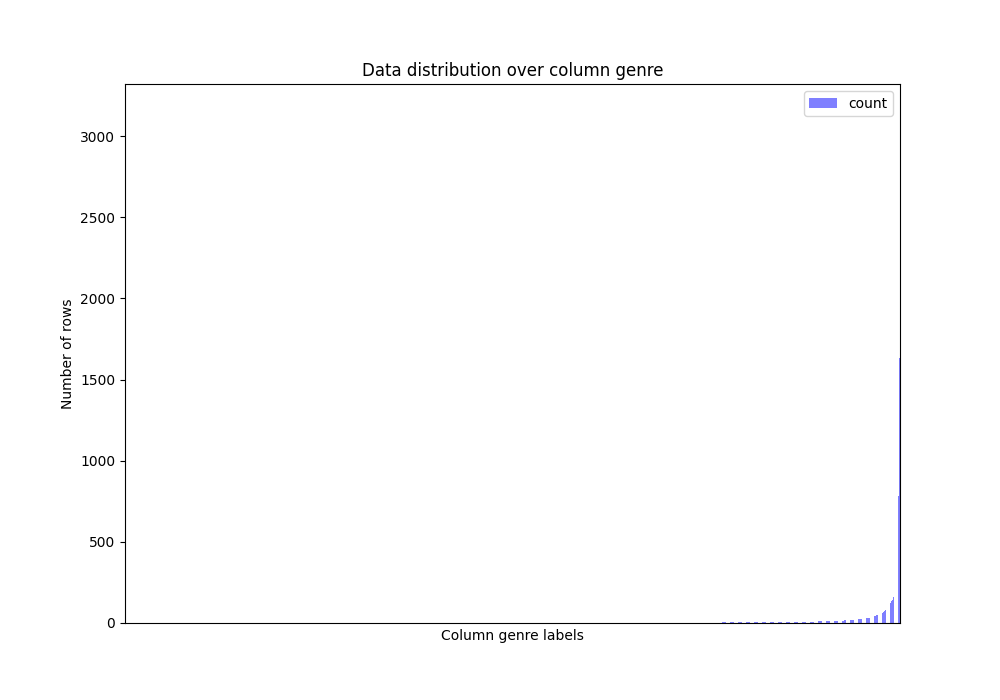 Data distribution over column genre
count
3000
2500
2000
1500
1000
500
0
Number of rows
Column genre labels